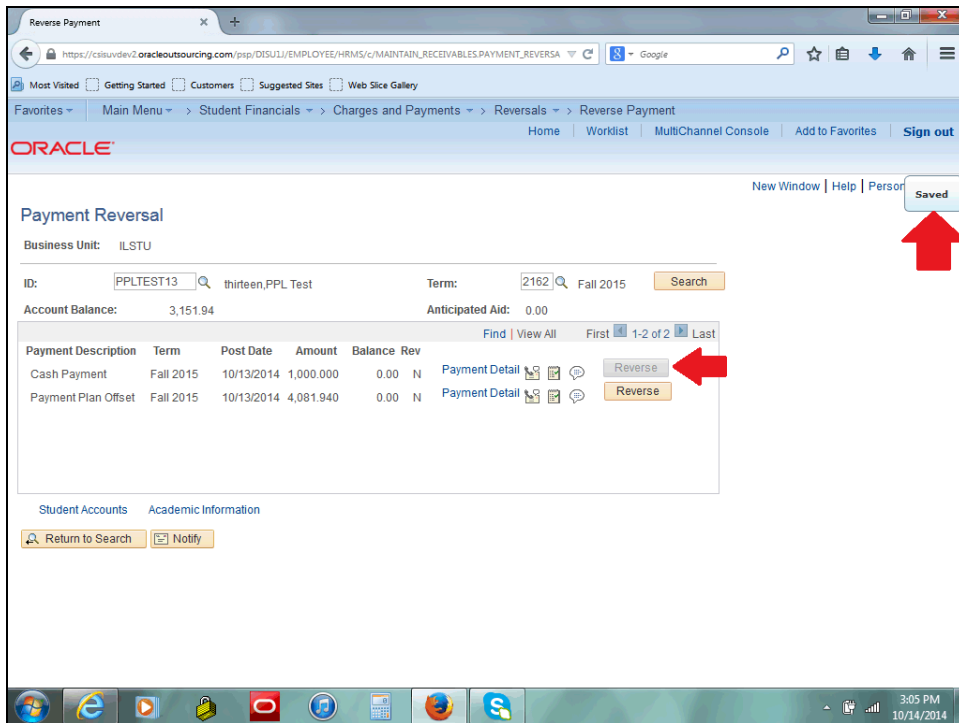 Reverse Payment
https://csisuvdev2.oracleoutsourcing.com/psp/DISU1J/EMPLOYEE/HRMS/c/MAINTAIN_RECEIVABLES.PAYMENT_REVERSA
Google
Most Visited Getting Started Customers Suggested Sites Web Slice Gallery
Favorites Main Menu > Student Financials > Charges and Payments > Reversals > Reverse Payment
Home Worklist MultiChannel Console Add to Favorites Sign out
ORACLE
New Window | Help | Person
Saved
Payment Reversal
Business Unit: ILSTU
ID: PPLTEST13 thirteen,PPL Test Term: 2162 Fall 2015 Search
Account Balance: 3,151.94 Anticipated Aid: 0.00
Find | View All First 1-2 of 2 Last
Payment Description Term Post Date Amount Balance Rev
Cash Payment Fall 2015 10/13/2014 1,000.000 0.00 N Payment Detail Reverse
Payment Plan Offset Fall 2015 10/13/2014 4,081.940 0.00 N Payment Detail Reverse
Student Accounts Academic Information
Return to Search Notify
3:05 PM
10/14/2014